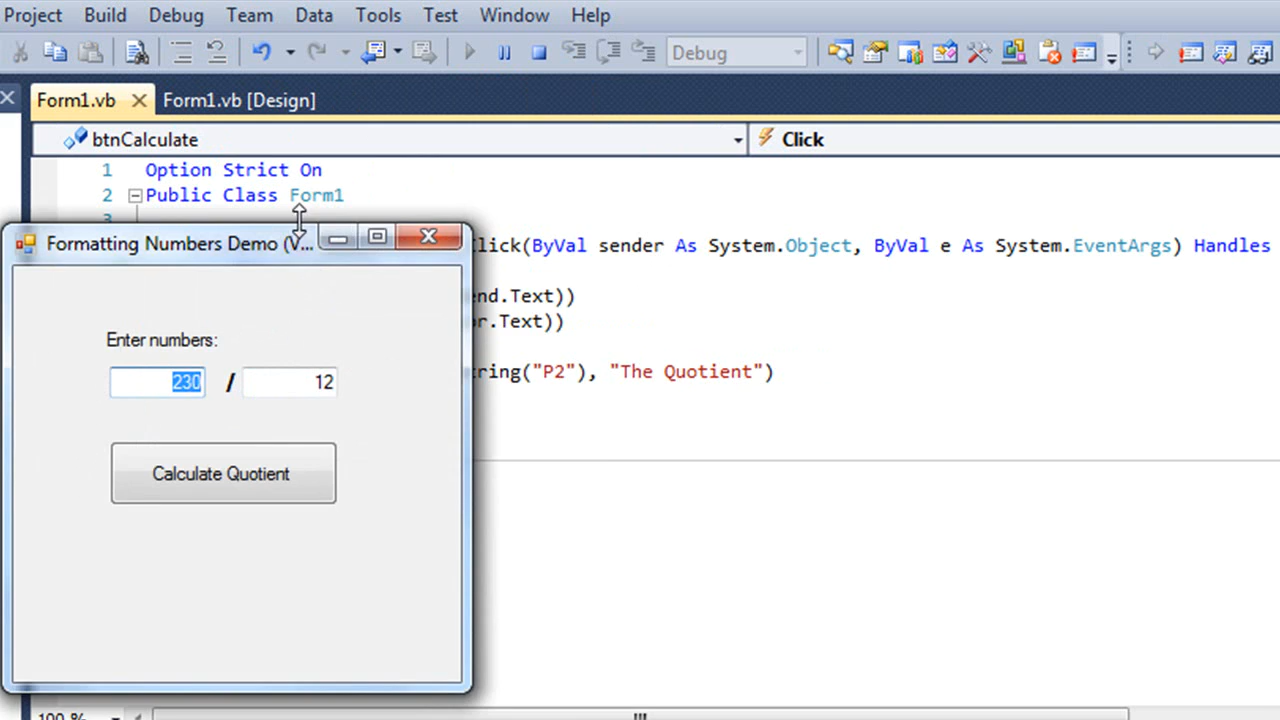 Project Build Debug Team Data Tools Test Window Help
Debug
Form1.vb Form1.vb [Design]
btnCalculate Click
1 Option Strict On
2 Public Class Form1
3
Formatting Numbers Demo (V...
Click(ByVal sender As System.Object, ByVal e As System.EventArgs) Handles
end.Text))
or.Text))
tring("P2"), "The Quotient")
Enter numbers:
230 / 12
Calculate Quotient
100 %